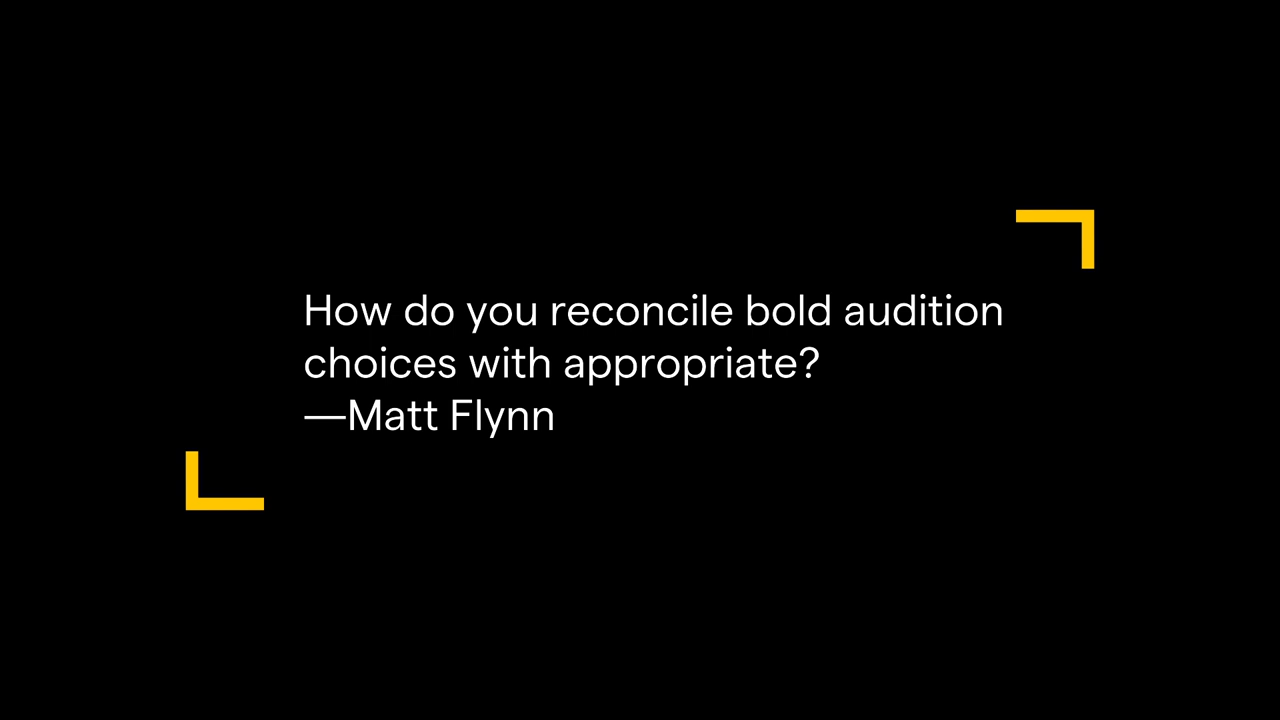 How do you reconcile bold audition
choices with appropriate?
—Matt Flynn